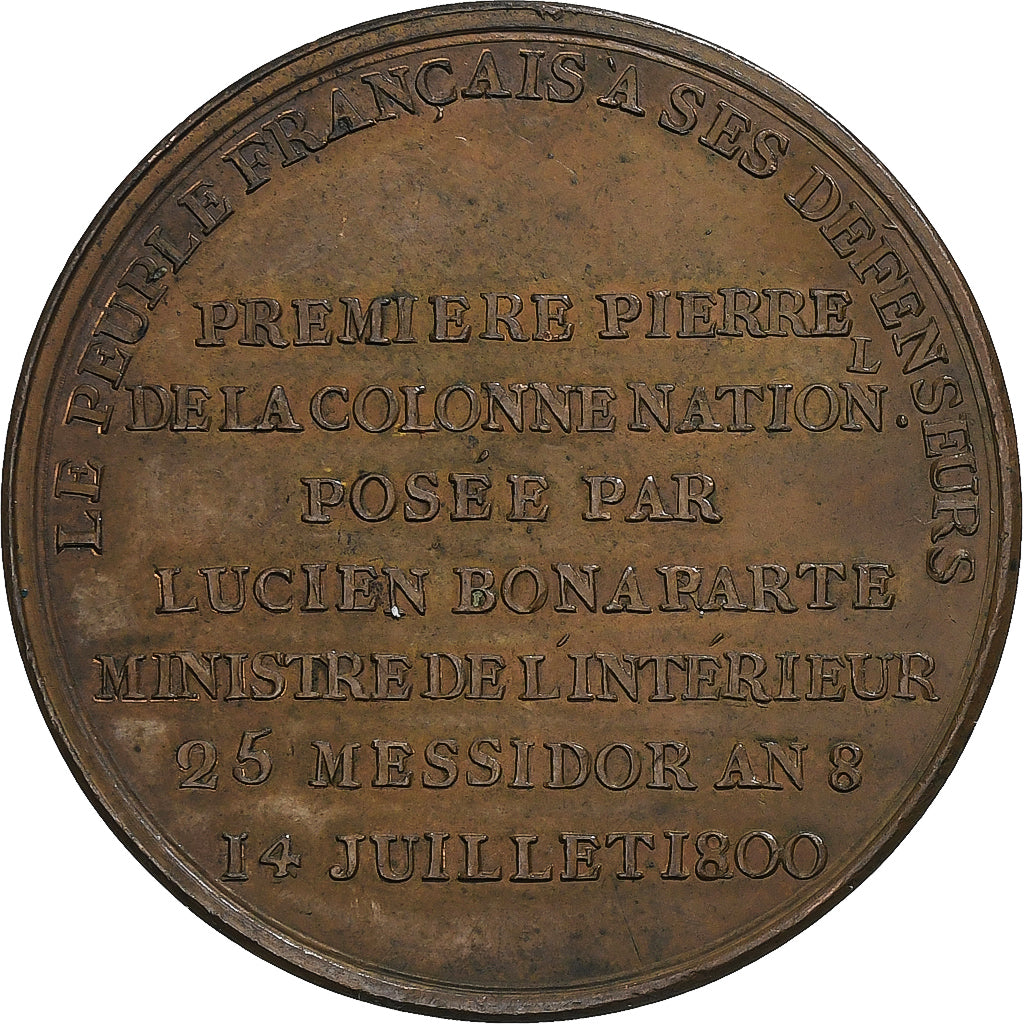 LE PEUPLE FRANÇAIS À SES DÉFENSEURS
PREMIERE PIERRE
DE LA COLONNE NATION.L
POSÉE PAR
LUCIEN BONAPARTE
MINISTRE DE L'INTÉRIEUR
25 MESSIDOR AN 8
14 JUILLET 1800